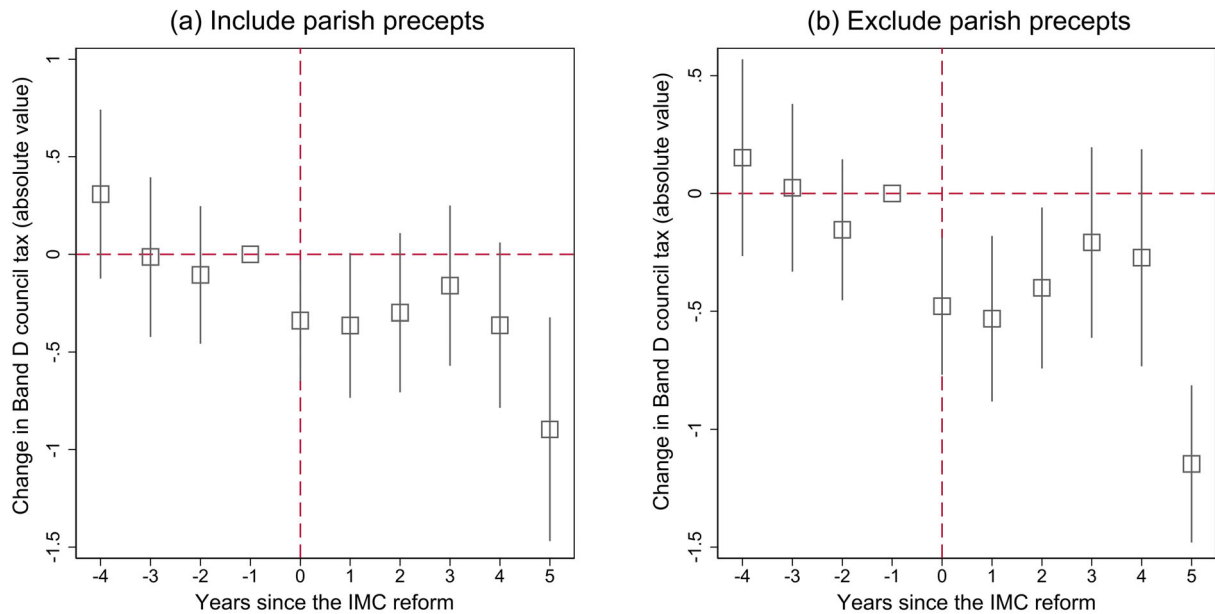 (a) Include parish precepts
Change in Band D council tax (absolute value)
1
.5
0
-.5
-1
-1.5
-4 -3 -2 -1 0 1 2 3 4 5
Years since the IMC reform
(b) Exclude parish precepts
Change in Band D council tax (absolute value)
.5
0
-.5
-1
-1.5
-4 -3 -2 -1 0 1 2 3 4 5
Years since the IMC reform